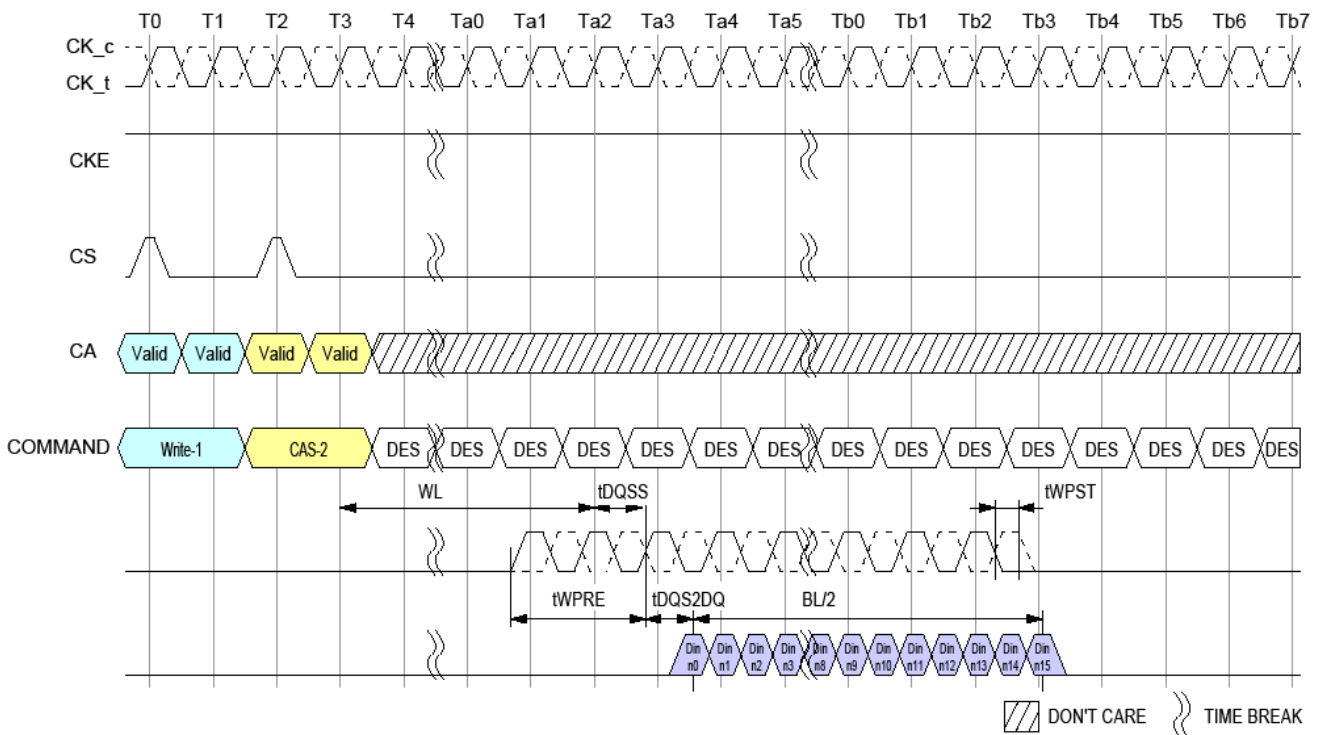 T0 T1 T2 T3 T4 Ta0 Ta1 Ta2 Ta3 Ta4 Ta5 Tb0 Tb1 Tb2 Tb3 Tb4 Tb5 Tb6 Tb7
CK_c
CK_t
CKE
CS
CA Valid Valid Valid Valid
COMMAND Write-1 CAS-2 DES DES DES DES DES DES DES DES DES DES DES DES DES DES DES
WL tDQSS tWPST
tWPRE tDQS2DQ BL/2
Din n0 Din n1 Din n2 Din n3 Din n8 Din n9 Din n10 Din n11 Din n12 Din n13 Din n14 Din n15
DON'T CARE TIME BREAK